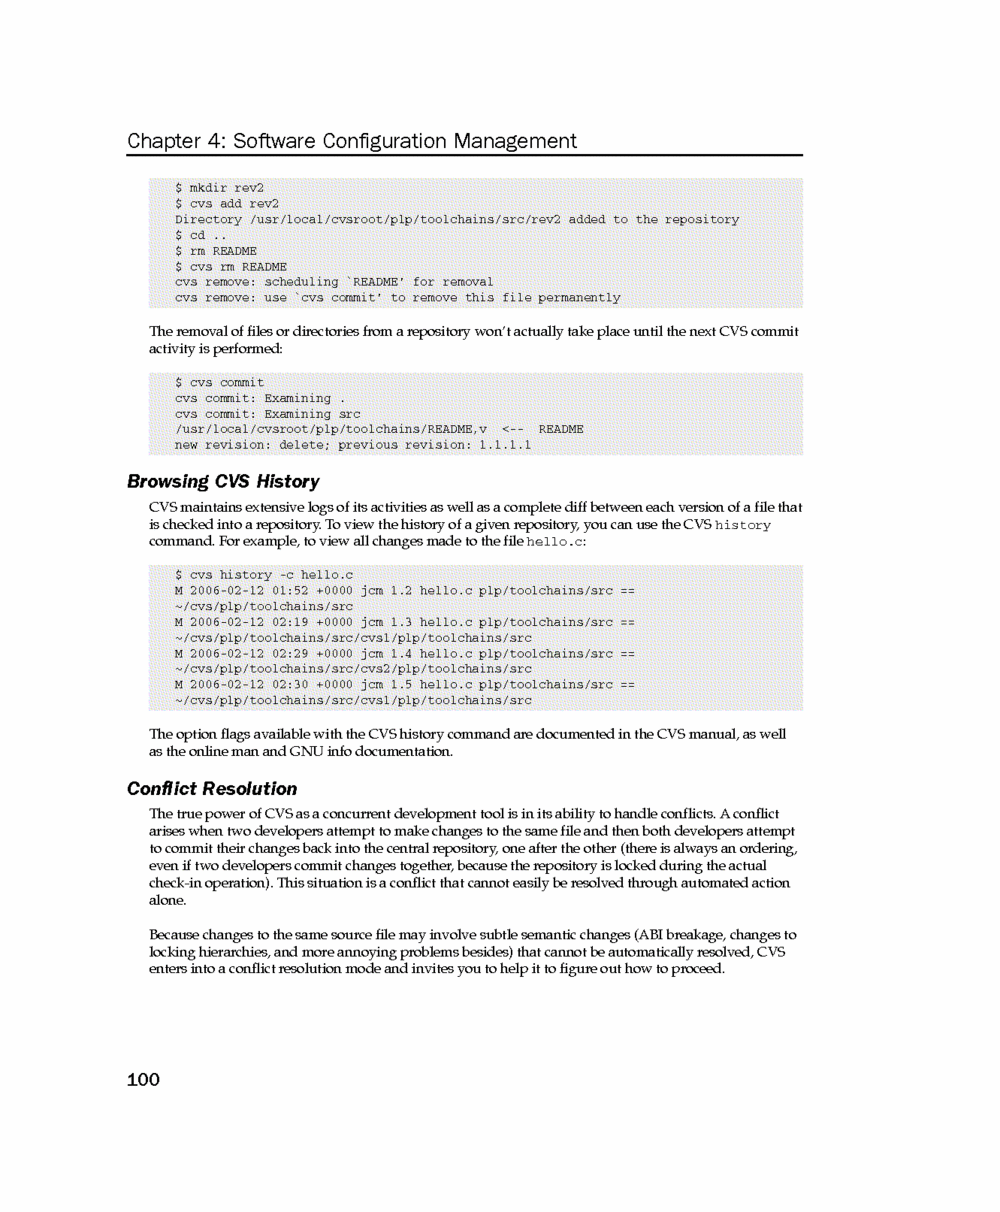 Chapter 4: Software Configuration Management
$ mkdir rev2
$ cvs add rev2
Directory /usr/local/cvsroot/plp/toolchains/src/rev2 added to the repository
$ cd ..
$ rm README
$ cvs rm README
cvs remove: scheduling `README’ for removal
cvs remove: use `cvs commit’ to remove this file permanently
The removal of files or directories from a repository won’t actually take place until the next CVS commit
activity is performed:
$ cvs commit
cvs commit: Examining .
cvs commit: Examining src
/usr/local/cvsroot/plp/toolchains/README,v  <--  README
new revision: delete; previous revision: 1.1.1.1
Browsing CVS History
CVS maintains extensive logs of its activities as well as a complete diff between each version of a file that
is checked into a repository. To view the history of a given repository, you can use the CVS history
command. For example, to view all changes made to the file hello.c:
$ cvs history -c hello.c
M 2006-02-12 01:52 +0000 jcm 1.2 hello.c plp/toolchains/src ==
~/cvs/plp/toolchains/src
M 2006-02-12 02:19 +0000 jcm 1.3 hello.c plp/toolchains/src ==
~/cvs/plp/toolchains/src/cvs1/plp/toolchains/src
M 2006-02-12 02:29 +0000 jcm 1.4 hello.c plp/toolchains/src ==
~/cvs/plp/toolchains/src/cvs2/plp/toolchains/src
M 2006-02-12 02:30 +0000 jcm 1.5 hello.c plp/toolchains/src ==
~/cvs/plp/toolchains/src/cvs1/plp/toolchains/src
The option flags available with the CVS history command are documented in the CVS manual, as well
as the online man and GNU info documentation.
Conflict Resolution
The true power of CVS as a concurrent development tool is in its ability to handle conflicts. A conflict
arises when two developers attempt to make changes to the same file and then both developers attempt
to commit their changes back into the central repository, one after the other (there is always an ordering,
even if two developers commit changes together, because the repository is locked during the actual
check-in operation). This situation is a conflict that cannot easily be resolved through automated action
alone.
Because changes to the same source file may involve subtle semantic changes (ABI breakage, changes to
locking hierarchies, and more annoying problems besides) that cannot be automatically resolved, CVS
enters into a conflict resolution mode and invites you to help it to figure out how to proceed.
100